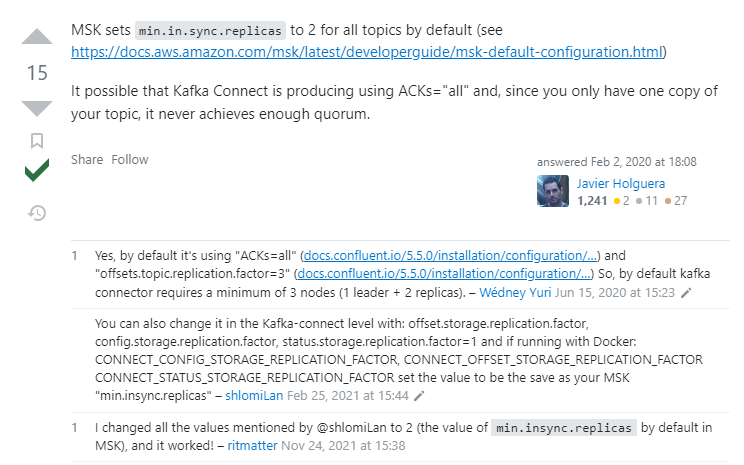 MSK sets min.in.sync.replicas to 2 for all topics by default (see
https://docs.aws.amazon.com/msk/latest/developerguide/msk-default-configuration.html)
15
It possible that Kafka Connect is producing using ACKs="all" and, since you only have one copy of
your topic, it never achieves enough quorum.
Share Follow
answered Feb 2, 2020 at 18:08
Javier Holguera
1,241 2 11 27
1 Yes, by default it's using "ACKs=all" (docs.confluent.io/5.5.0/installation/configuration/…) and
"offsets.topic.replication.factor=3" (docs.confluent.io/5.5.0/installation/configuration/…) So, by default kafka
connector requires a minimum of 3 nodes (1 leader + 2 replicas). – Wédney Yuri Jun 15, 2020 at 15:23
You can also change it in the Kafka-connect level with: offset.storage.replication.factor,
config.storage.replication.factor, status.storage.replication.factor=1 and if running with Docker:
CONNECT_CONFIG_STORAGE_REPLICATION_FACTOR, CONNECT_OFFSET_STORAGE_REPLICATION_FACTOR
CONNECT_STATUS_STORAGE_REPLICATION_FACTOR set the value to be the save as your MSK
"min.insync.replicas" – shlomiLan Feb 25, 2021 at 15:44
1 I changed all the values mentioned by @shlomiLan to 2 (the value of min.insync.replicas by default in
MSK), and it worked! – ritmatter Nov 24, 2021 at 15:38